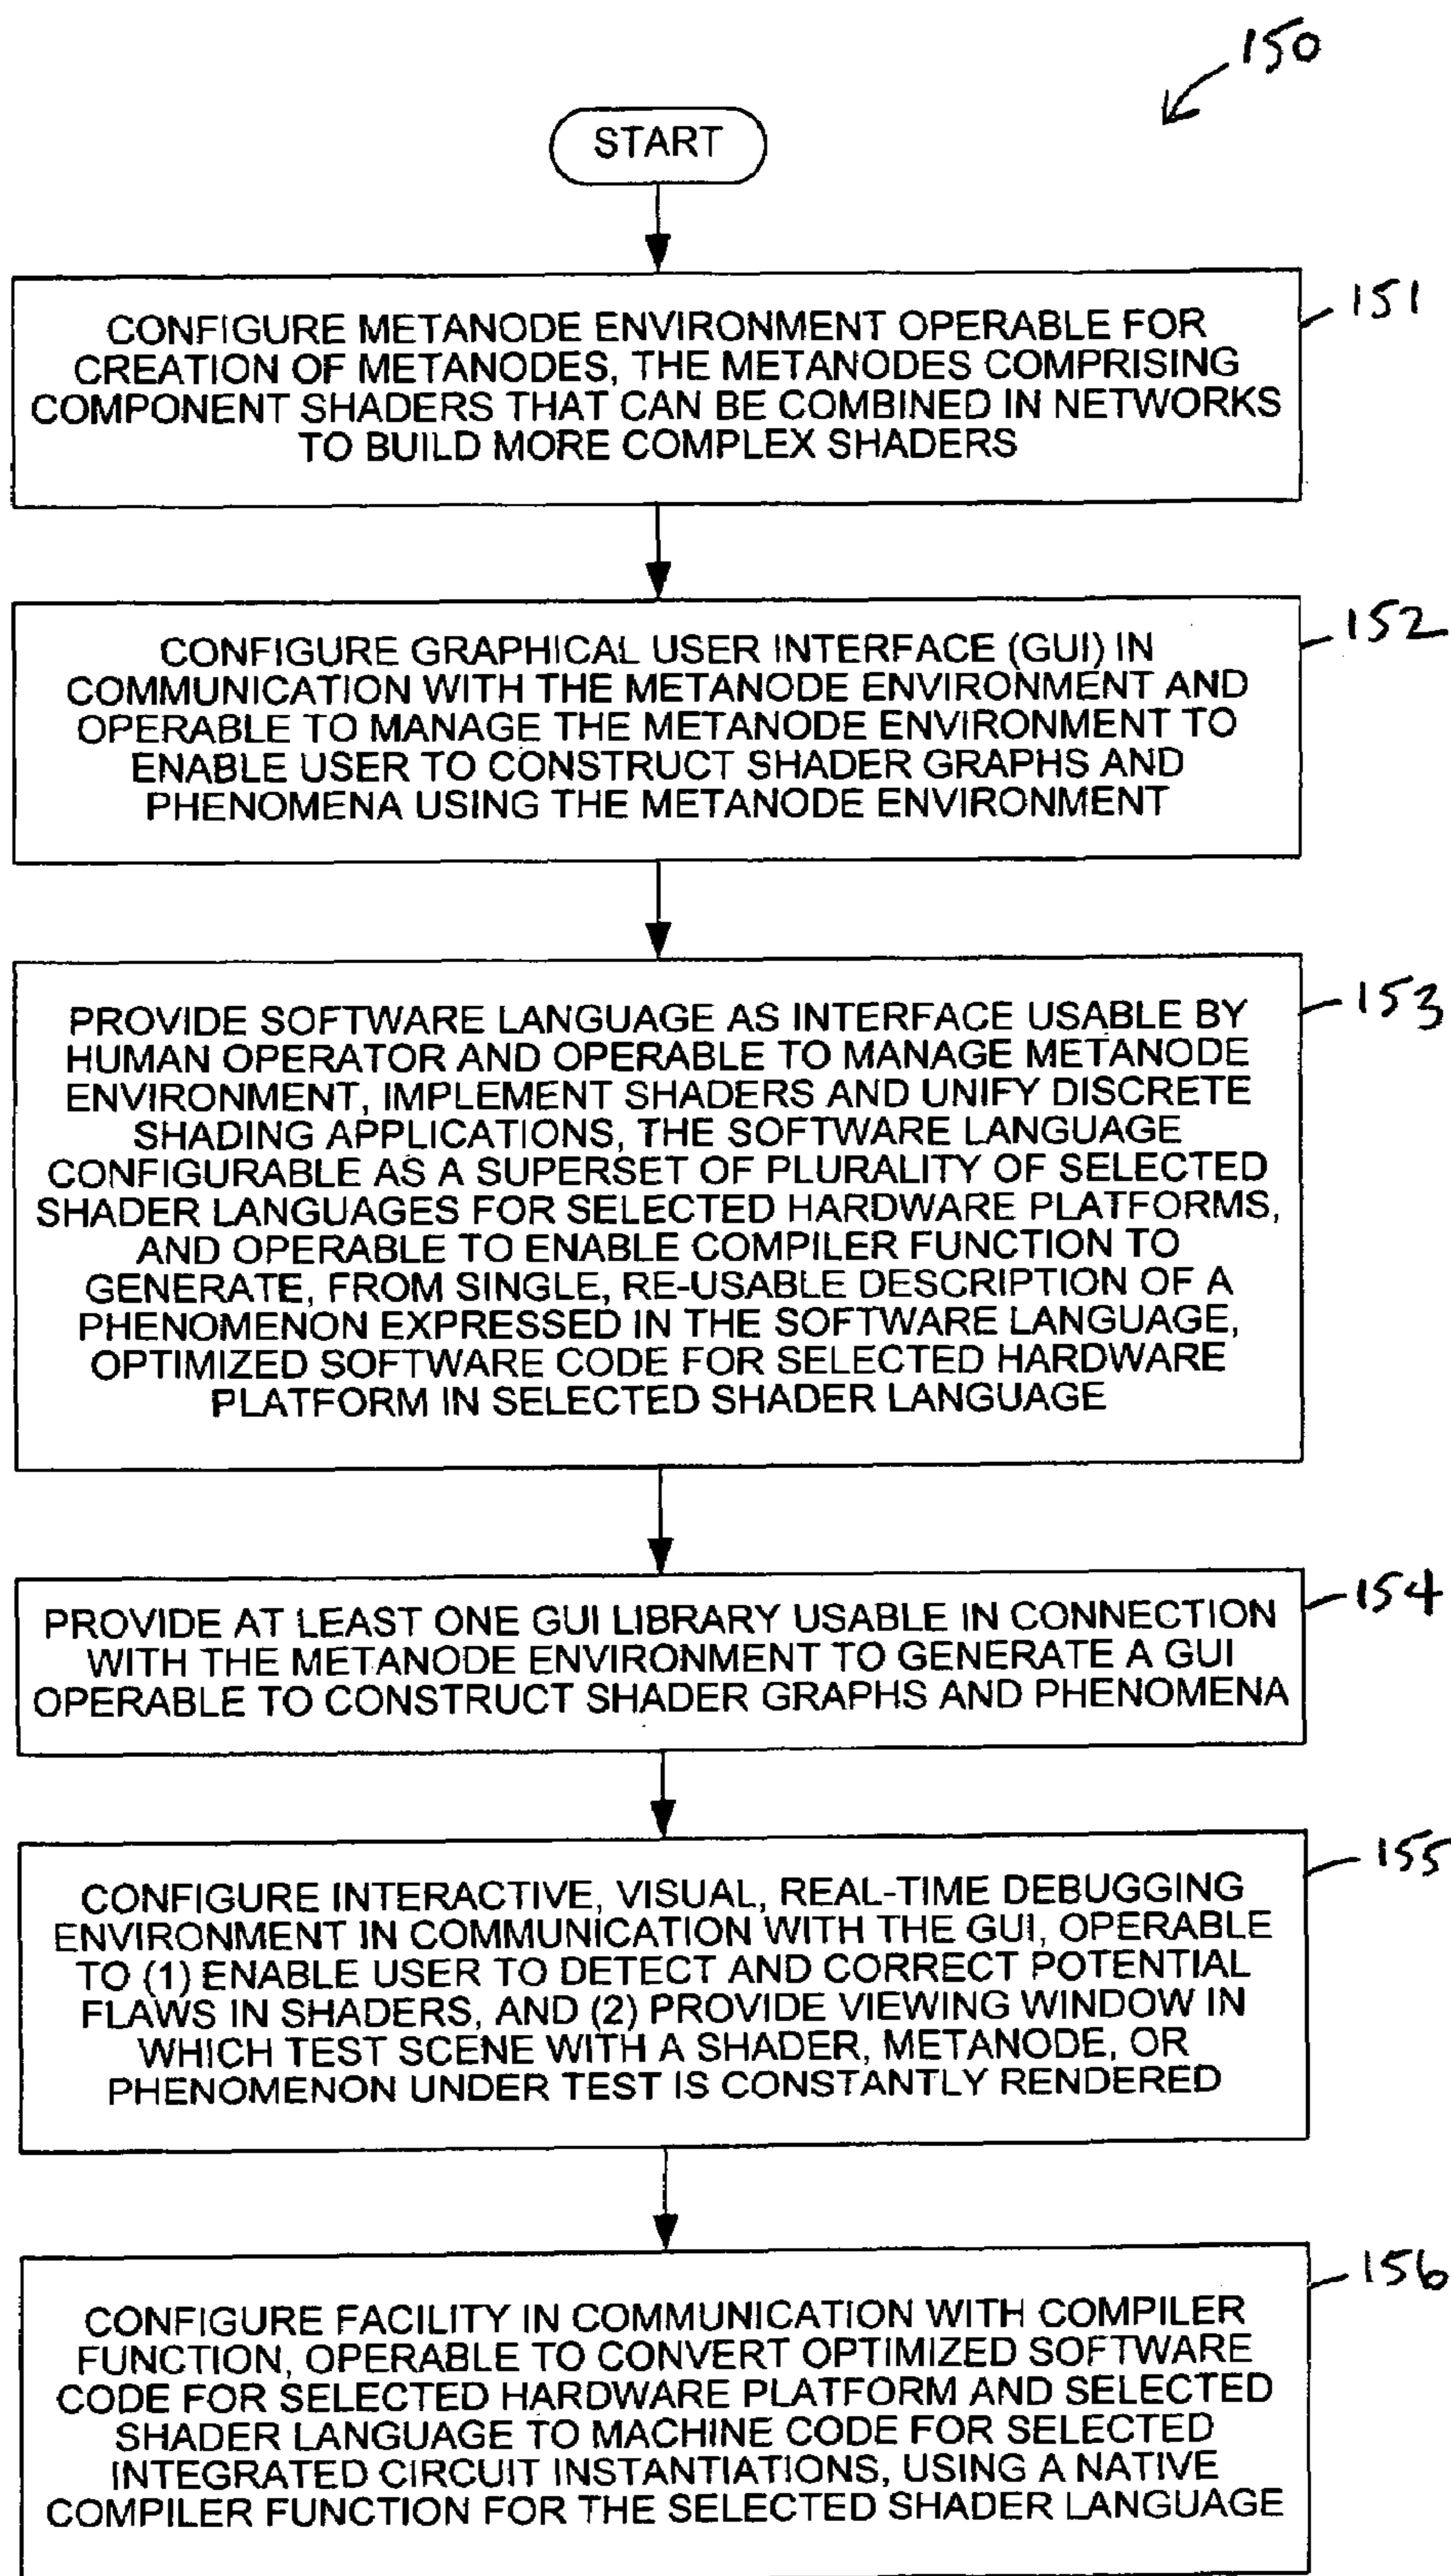 150
START
151
CONFIGURE METANODE ENVIRONMENT OPERABLE FOR
CREATION OF METANODES, THE METANODES COMPRISING
COMPONENT SHADERS THAT CAN BE COMBINED IN NETWORKS
TO BUILD MORE COMPLEX SHADERS
152
CONFIGURE GRAPHICAL USER INTERFACE (GUI) IN
COMMUNICATION WITH THE METANODE ENVIRONMENT AND
OPERABLE TO MANAGE THE METANODE ENVIRONMENT TO
ENABLE USER TO CONSTRUCT SHADER GRAPHS AND
PHENOMENA USING THE METANODE ENVIRONMENT
153
PROVIDE SOFTWARE LANGUAGE AS INTERFACE USABLE BY
HUMAN OPERATOR AND OPERABLE TO MANAGE METANODE
ENVIRONMENT, IMPLEMENT SHADERS AND UNIFY DISCRETE
SHADING APPLICATIONS, THE SOFTWARE LANGUAGE
CONFIGURABLE AS A SUPERSET OF PLURALITY OF SELECTED
SHADER LANGUAGES FOR SELECTED HARDWARE PLATFORMS,
AND OPERABLE TO ENABLE COMPILER FUNCTION TO
GENERATE, FROM SINGLE, RE-USABLE DESCRIPTION OF A
PHENOMENON EXPRESSED IN THE SOFTWARE LANGUAGE,
OPTIMIZED SOFTWARE CODE FOR SELECTED HARDWARE
PLATFORM IN SELECTED SHADER LANGUAGE
154
PROVIDE AT LEAST ONE GUI LIBRARY USABLE IN CONNECTION
WITH THE METANODE ENVIRONMENT TO GENERATE A GUI
OPERABLE TO CONSTRUCT SHADER GRAPHS AND PHENOMENA
155
CONFIGURE INTERACTIVE, VISUAL, REAL-TIME DEBUGGING
ENVIRONMENT IN COMMUNICATION WITH THE GUI, OPERABLE
TO (1) ENABLE USER TO DETECT AND CORRECT POTENTIAL
FLAWS IN SHADERS, AND (2) PROVIDE VIEWING WINDOW IN
WHICH TEST SCENE WITH A SHADER, METANODE, OR
PHENOMENON UNDER TEST IS CONSTANTLY RENDERED
156
CONFIGURE FACILITY IN COMMUNICATION WITH COMPILER
FUNCTION, OPERABLE TO CONVERT OPTIMIZED SOFTWARE
CODE FOR SELECTED HARDWARE PLATFORM AND SELECTED
SHADER LANGUAGE TO MACHINE CODE FOR SELECTED
INTEGRATED CIRCUIT INSTANTIATIONS, USING A NATIVE
COMPILER FUNCTION FOR THE SELECTED SHADER LANGUAGE